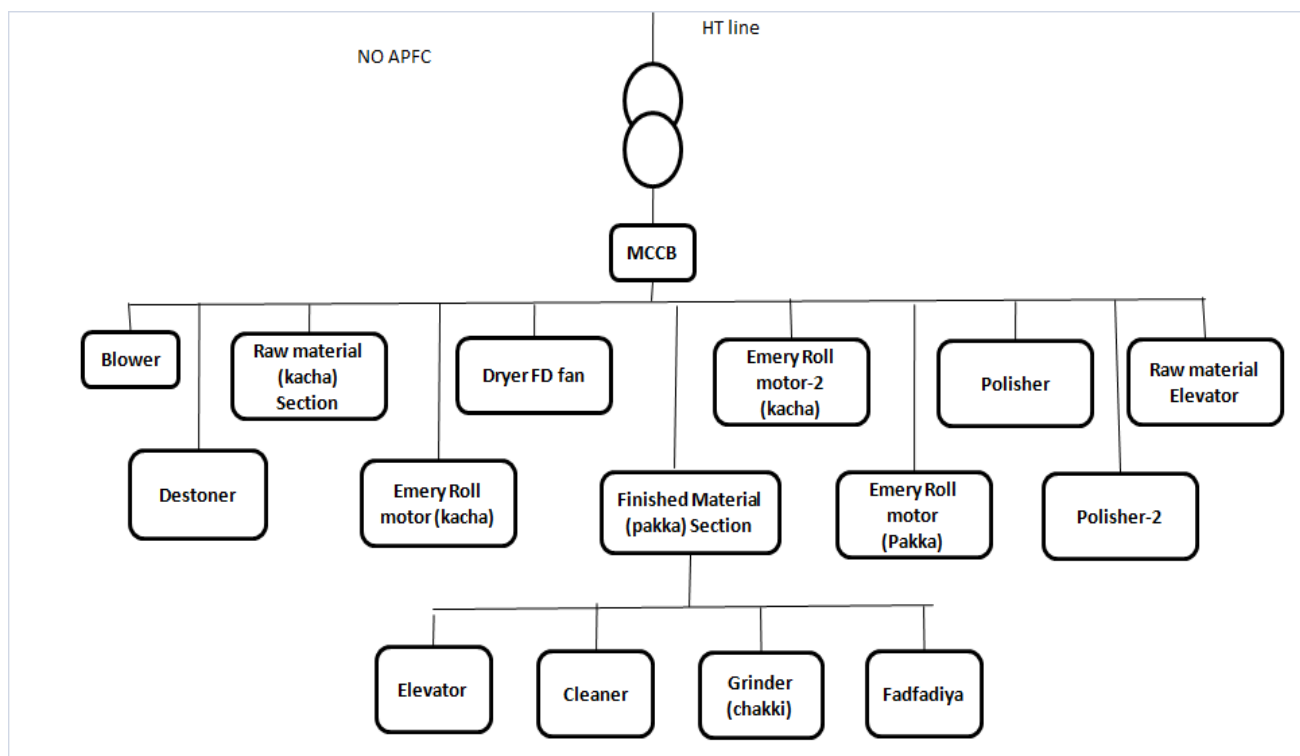 HT line
NO APFC
MCCB
Blower
Raw material
(kacha)
Section
Dryer FD fan
Emery Roll
motor-2
(kacha)
Polisher
Raw material
Elevator
Destoner
Emery Roll
motor (kacha)
Finished Material
(pakka) Section
Emery Roll
motor
(Pakka)
Polisher-2
Elevator
Cleaner
Grinder
(chakki)
Fadfadiya